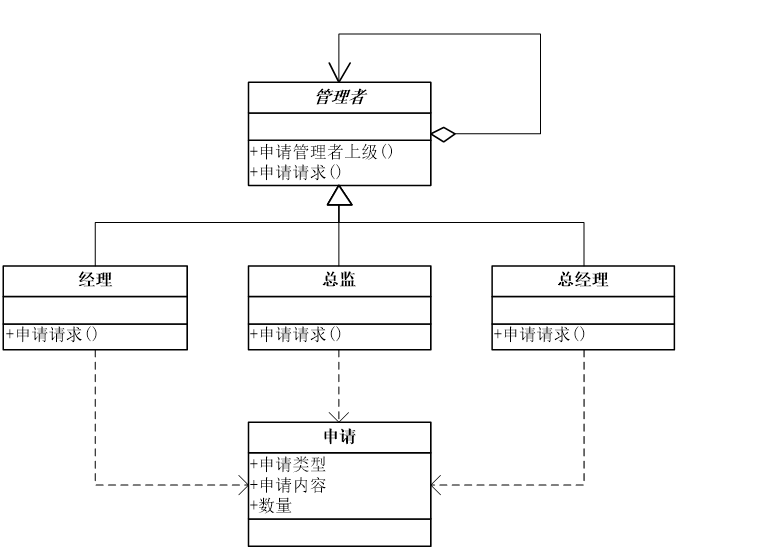 管理者
+申请管理者上级()
+申请请求()
经理
+申请请求()
总监
+申请请求()
总经理
+申请请求()
申请
+申请类型
+申请内容
+数量